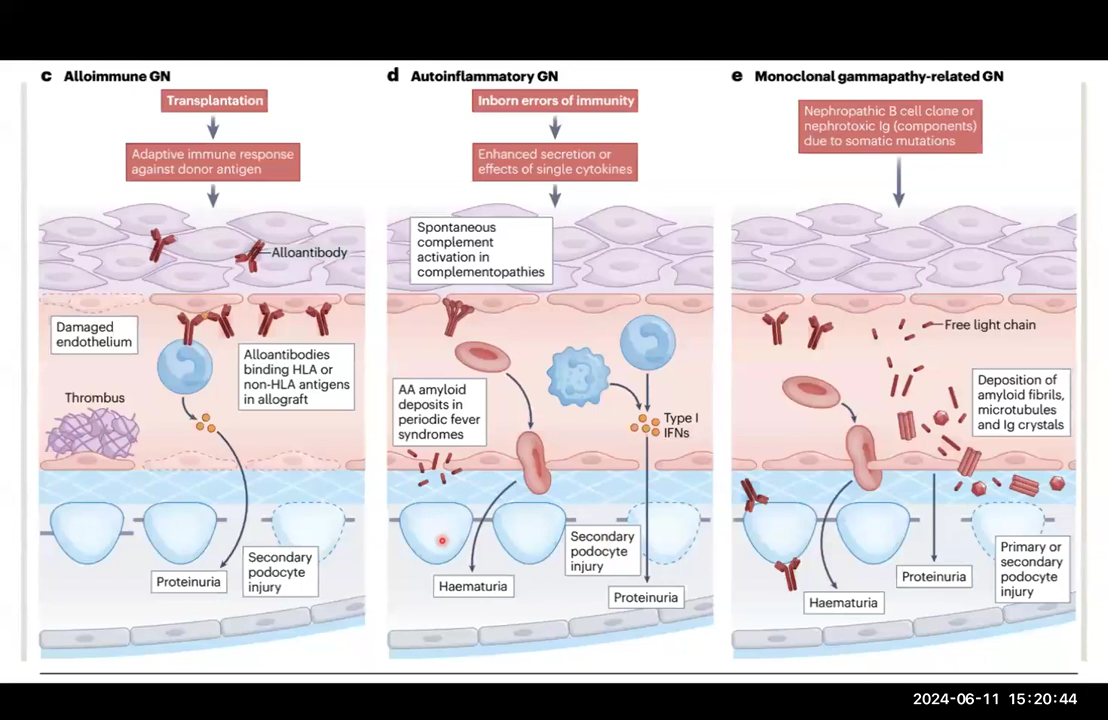 c Alloimmune GN
Transplantation
Adaptive immune response
against donor antigen
Alloantibody
Damaged
endothelium
Alloantibodies
binding HLA or
non-HLA antigens
in allograft
Thrombus
Secondary
podocyte
injury
Proteinuria
d Autoinflammatory GN
Inborn errors of immunity
Enhanced secretion or
effects of single cytokines
Spontaneous
complement
activation in
complementopathies
AA amyloid
deposits in
periodic fever
syndromes
Type I
IFNs
Secondary
podocyte
injury
Haematuria
Proteinuria
e Monoclonal gammapathy-related GN
Nephropathic B cell clone or
nephrotoxic Ig (components)
due to somatic mutations
Free light chain
Deposition of
amyloid fibrils,
microtubules
and Ig crystals
Primary or
secondary
podocyte
injury
Proteinuria
Haematuria
2024-06-11 15:20:44